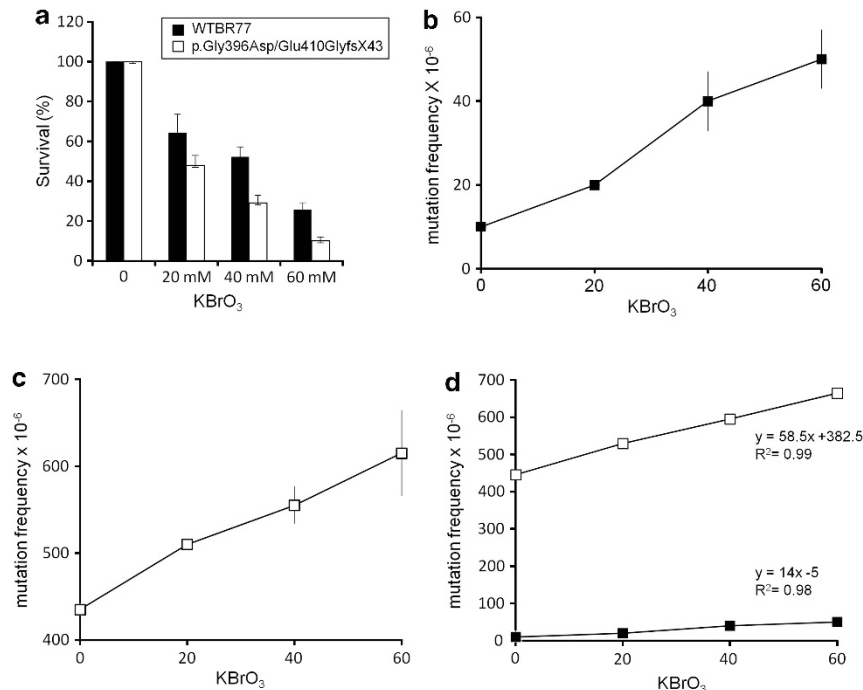 a
120
100
80
60
40
20
0
Survival (%)
WTBR77
p.Gly396Asp/Glu410GlyfsX43
0 20 mM 40 mM 60 mM
KBrO₃
b
60
40
20
0
mutation frequency X 10⁻⁶
0 20 40 60
KBrO₃
c
700
600
500
400
mutation frequency x 10⁻⁶
0 20 40 60
KBrO₃
d
700
600
500
400
300
200
100
0
mutation frequency x 10⁻⁶
y = 58.5x +382.5
R²= 0.99
y = 14x -5
R²= 0.98
0 20 40 60
KBrO₃